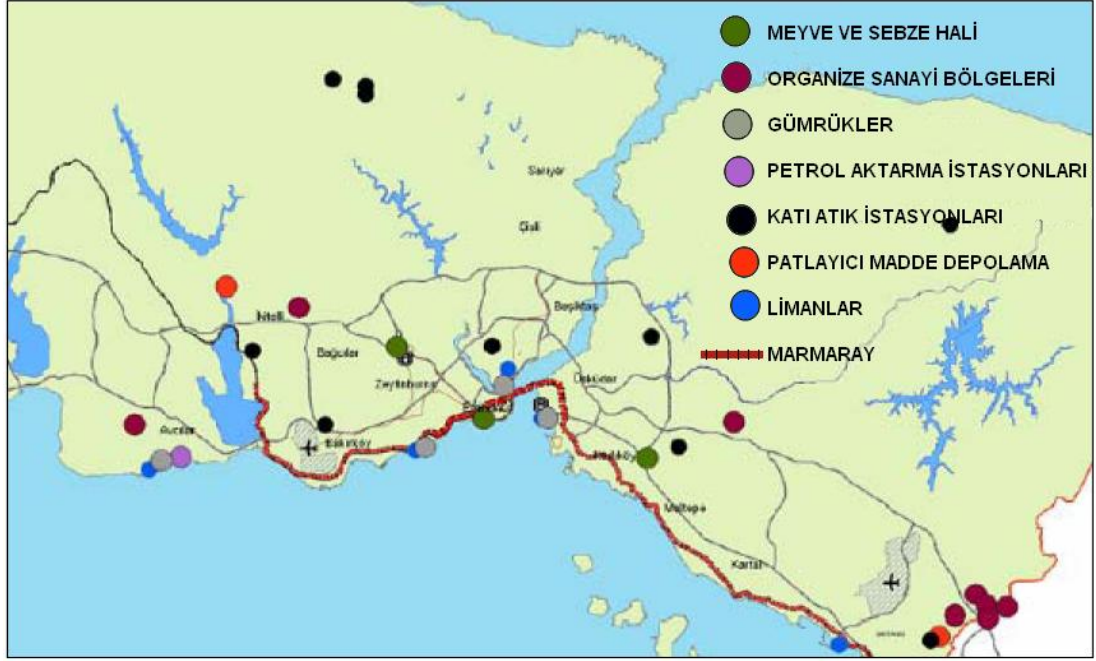 MEYVE VE SEBZE HALİ
ORGANİZE SANAYİ BÖLGELERİ
GÜMRÜKLER
PETROL AKTARMA İSTASYONLARI
KATI ATIK İSTASYONLARI
PATLAYICI MADDE DEPOLAMA
LİMANLAR
MARMARAY
Sarıyer
Şişli
Beşiktaş
İkitelli
Bağcılar
Zeytinburnu
Üsküdar
Avcılar
Bakırköy
Kadıköy
Maltepe
Kartal